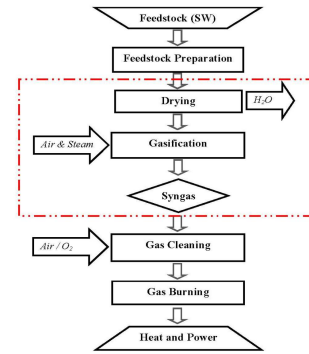 Feedstock (SW)
Feedstock Preparation
Drying
H₂O
Air & Steam
Gasification
Syngas
Air / O₂
Gas Cleaning
Gas Burning
Heat and Power